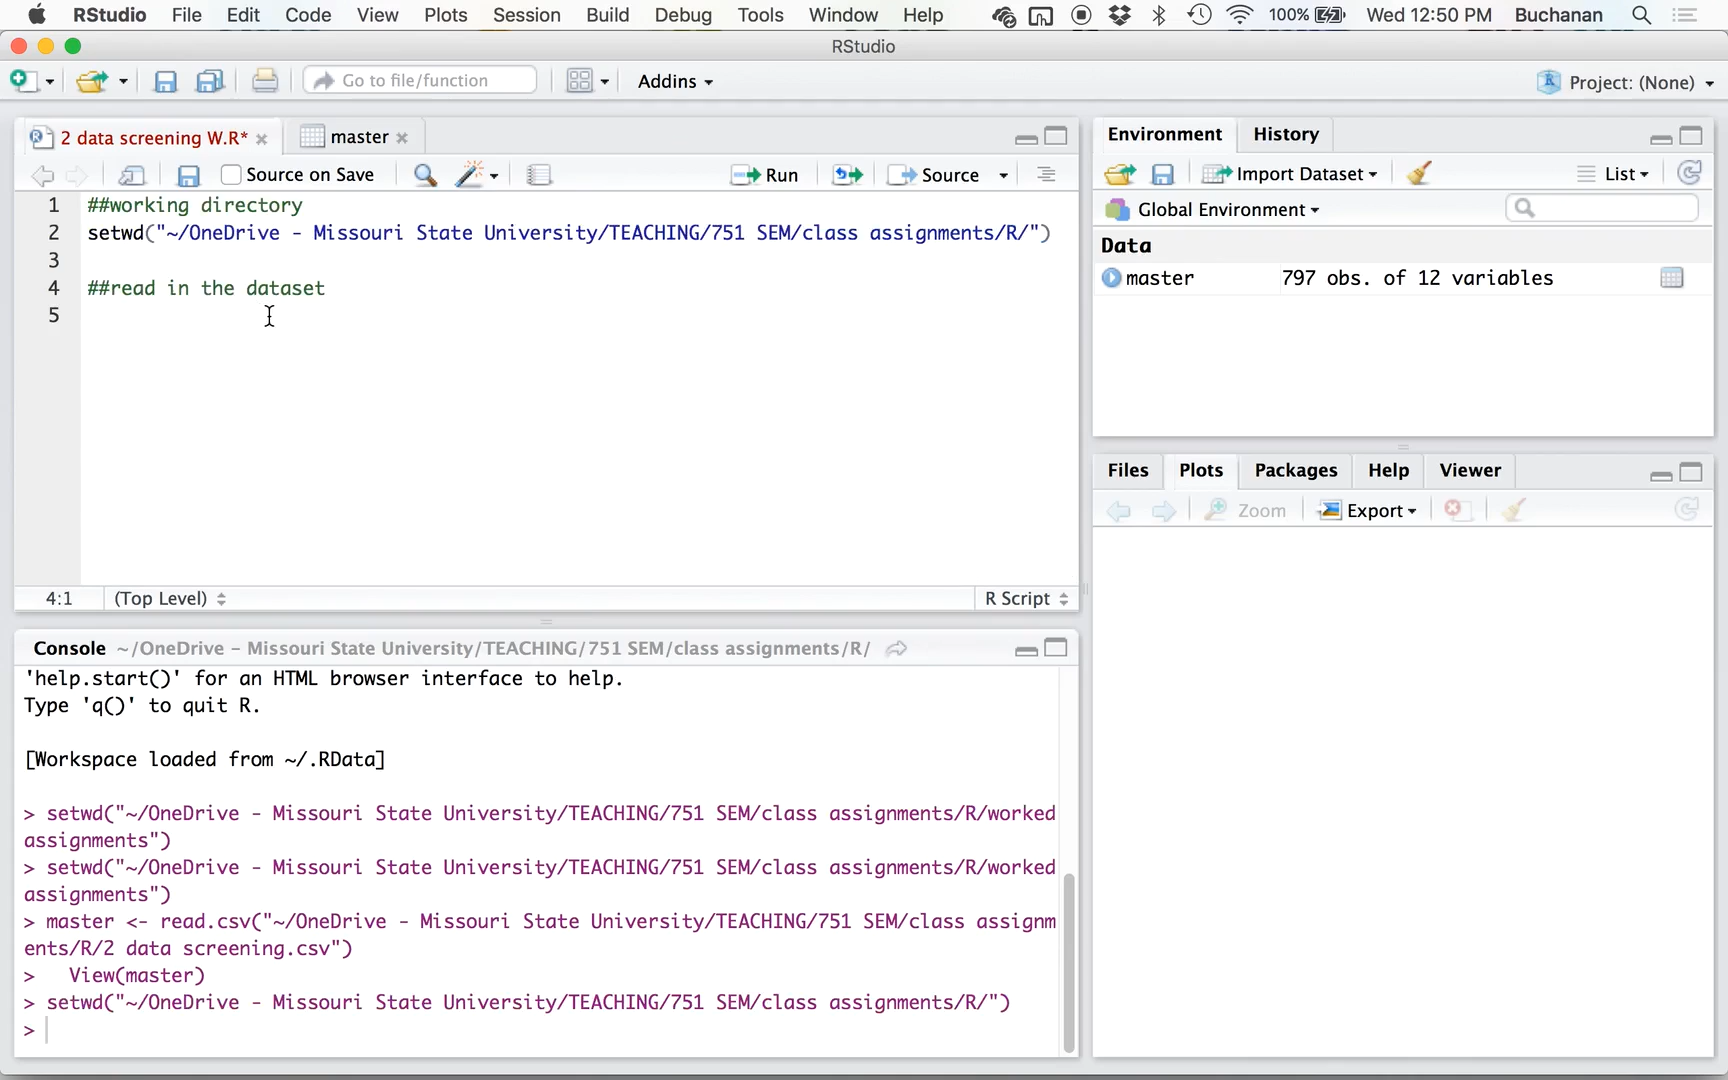 RStudio File Edit Code View Plots Session Build Debug Tools Window Help 100% Wed 12:50 PM Buchanan
RStudio
Go to file/function Addins Project: (None)
2 data screening W.R* master
Source on Save Run Source
1 ##working directory
2 setwd("~/OneDrive - Missouri State University/TEACHING/751 SEM/class assignments/R/")
3
4 ##read in the dataset
5
4:1 (Top Level) R Script
Console ~/OneDrive - Missouri State University/TEACHING/751 SEM/class assignments/R/
'help.start()' for an HTML browser interface to help.
Type 'q()' to quit R.
[Workspace loaded from ~/.RData]
> setwd("~/OneDrive - Missouri State University/TEACHING/751 SEM/class assignments/R/worked
assignments")
> setwd("~/OneDrive - Missouri State University/TEACHING/751 SEM/class assignments/R/worked
assignments")
> master <- read.csv("~/OneDrive - Missouri State University/TEACHING/751 SEM/class assignm
ents/R/2 data screening.csv")
>   View(master)
> setwd("~/OneDrive - Missouri State University/TEACHING/751 SEM/class assignments/R/")
>
Environment History
Import Dataset List
Global Environment
Data
master 797 obs. of 12 variables
Files Plots Packages Help Viewer
Zoom Export